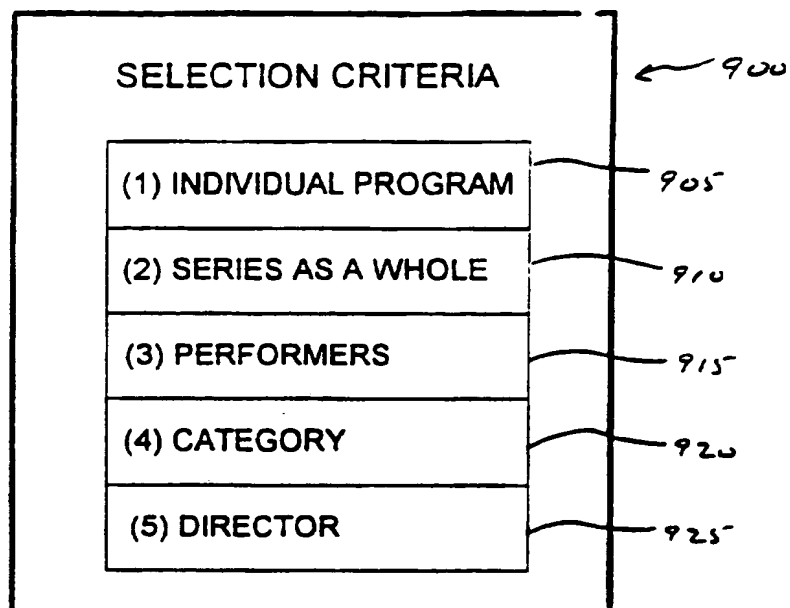 SELECTION CRITERIA
900
(1) INDIVIDUAL PROGRAM
905
(2) SERIES AS A WHOLE
910
(3) PERFORMERS
915
(4) CATEGORY
920
(5) DIRECTOR
925